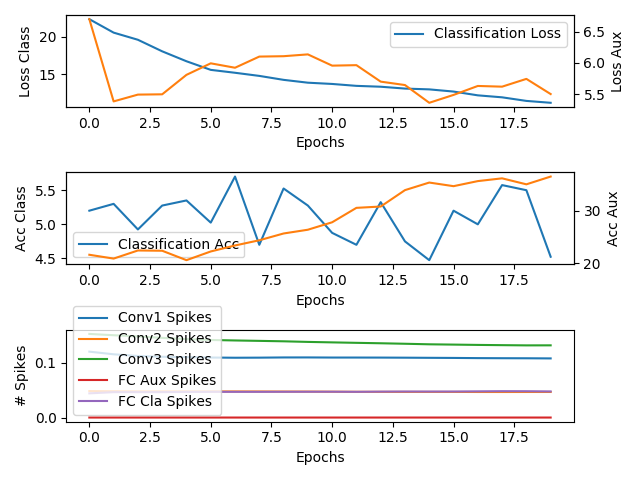 Loss Class
20
15
Classification Loss
6.5
6.0
5.5
Loss Aux
0.0 2.5 5.0 7.5 10.0 12.5 15.0 17.5
Epochs
Acc Class
5.5
5.0
4.5
Classification Acc
30
20
Acc Aux
0.0 2.5 5.0 7.5 10.0 12.5 15.0 17.5
Epochs
# Spikes
0.1
0.0
Conv1 Spikes
Conv2 Spikes
Conv3 Spikes
FC Aux Spikes
FC Cla Spikes
0.0 2.5 5.0 7.5 10.0 12.5 15.0 17.5
Epochs